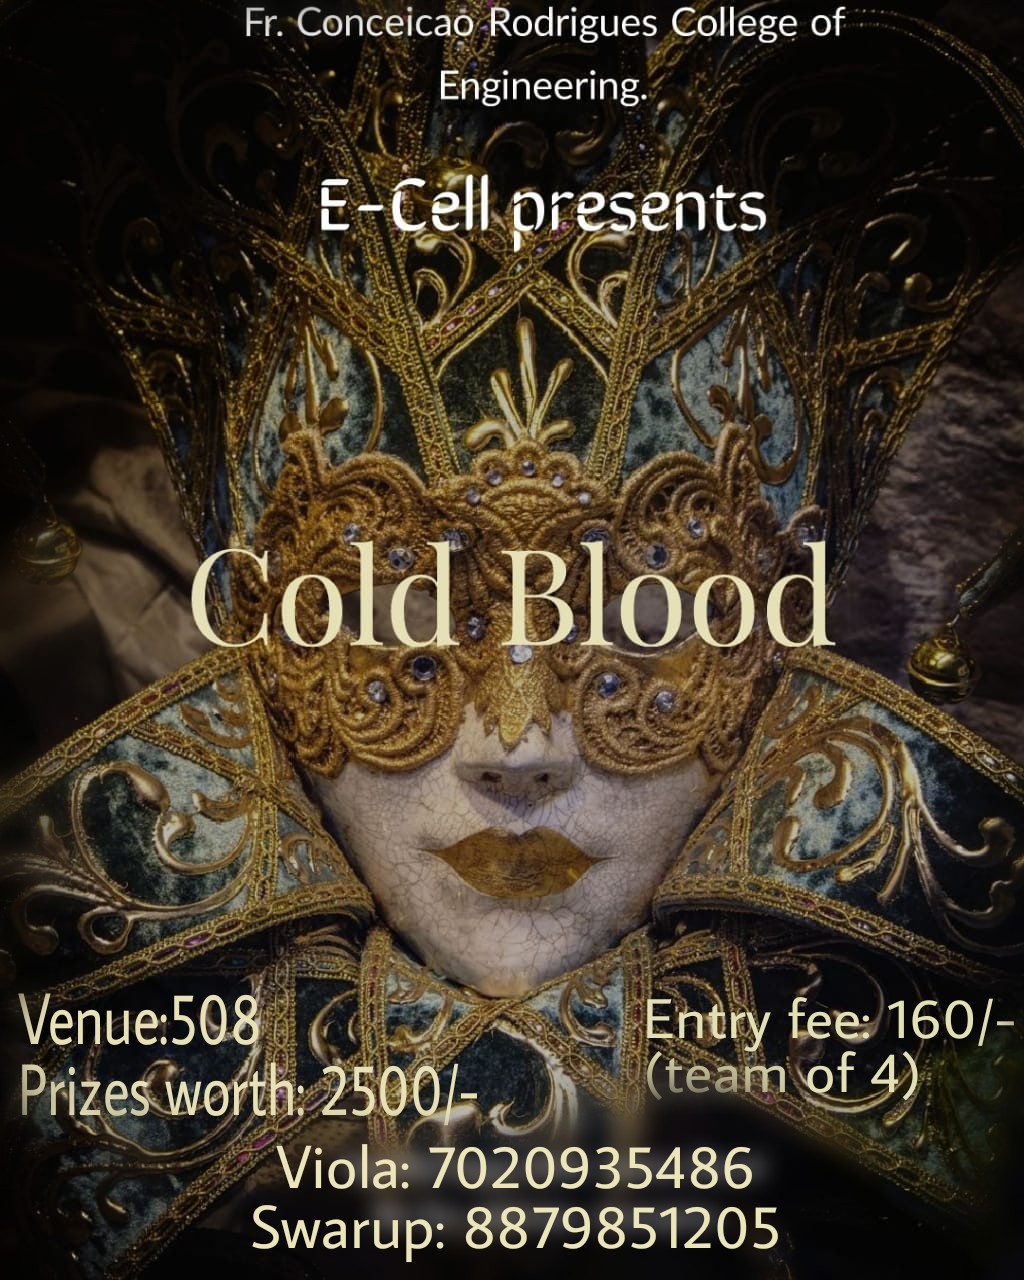 Fr. Conceicao Rodrigues College of
Engineering.
E-Cell presents
Cold Blood
Venue:508
Prizes worth: 2500/-
Entry fee: 160/-
(team of 4)
Viola: 7020935486
Swarup: 8879851205